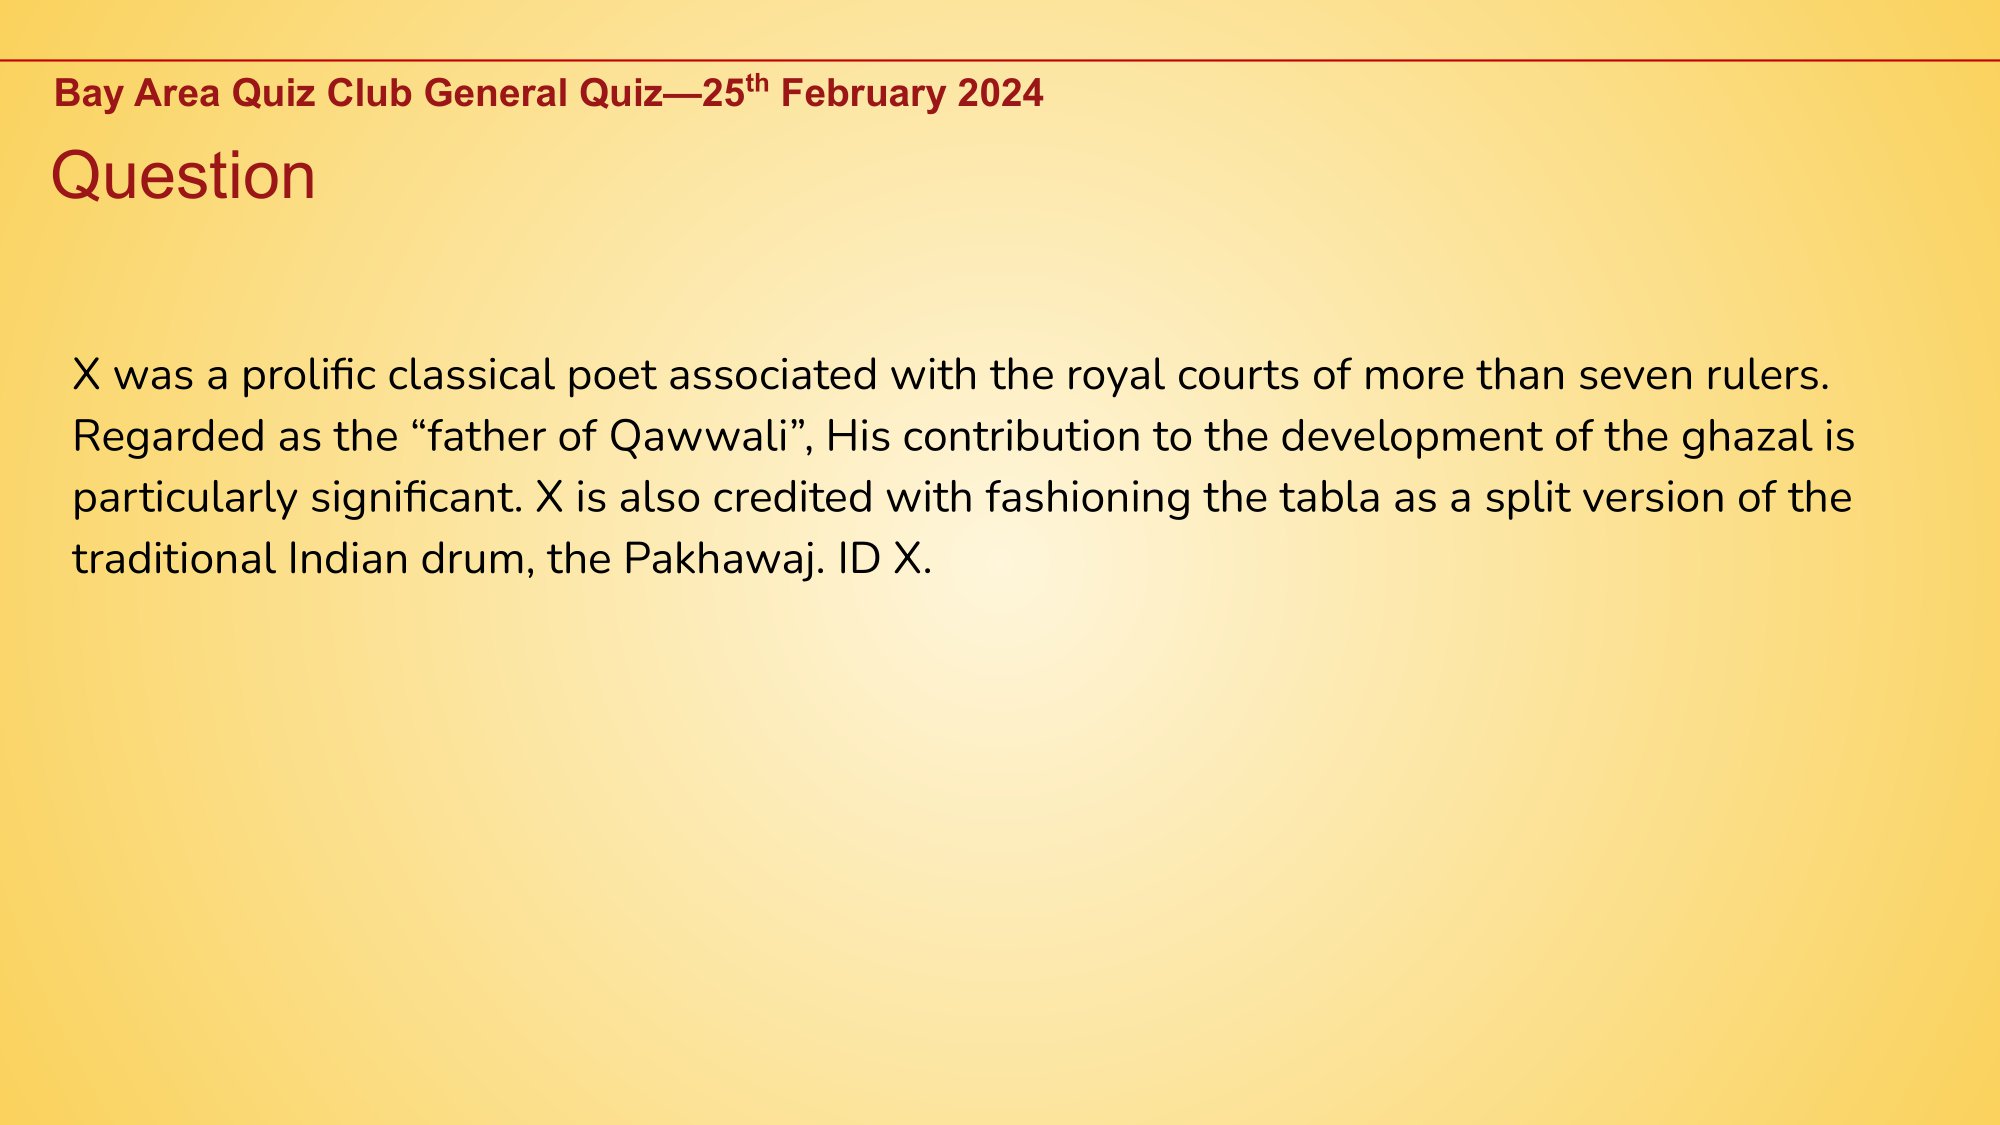 Bay Area Quiz Club General Quiz—25th February 2024
Question
X was a prolific classical poet associated with the royal courts of more than seven rulers.
Regarded as the “father of Qawwali”, His contribution to the development of the ghazal is
particularly significant. X is also credited with fashioning the tabla as a split version of the
traditional Indian drum, the Pakhawaj. ID X.